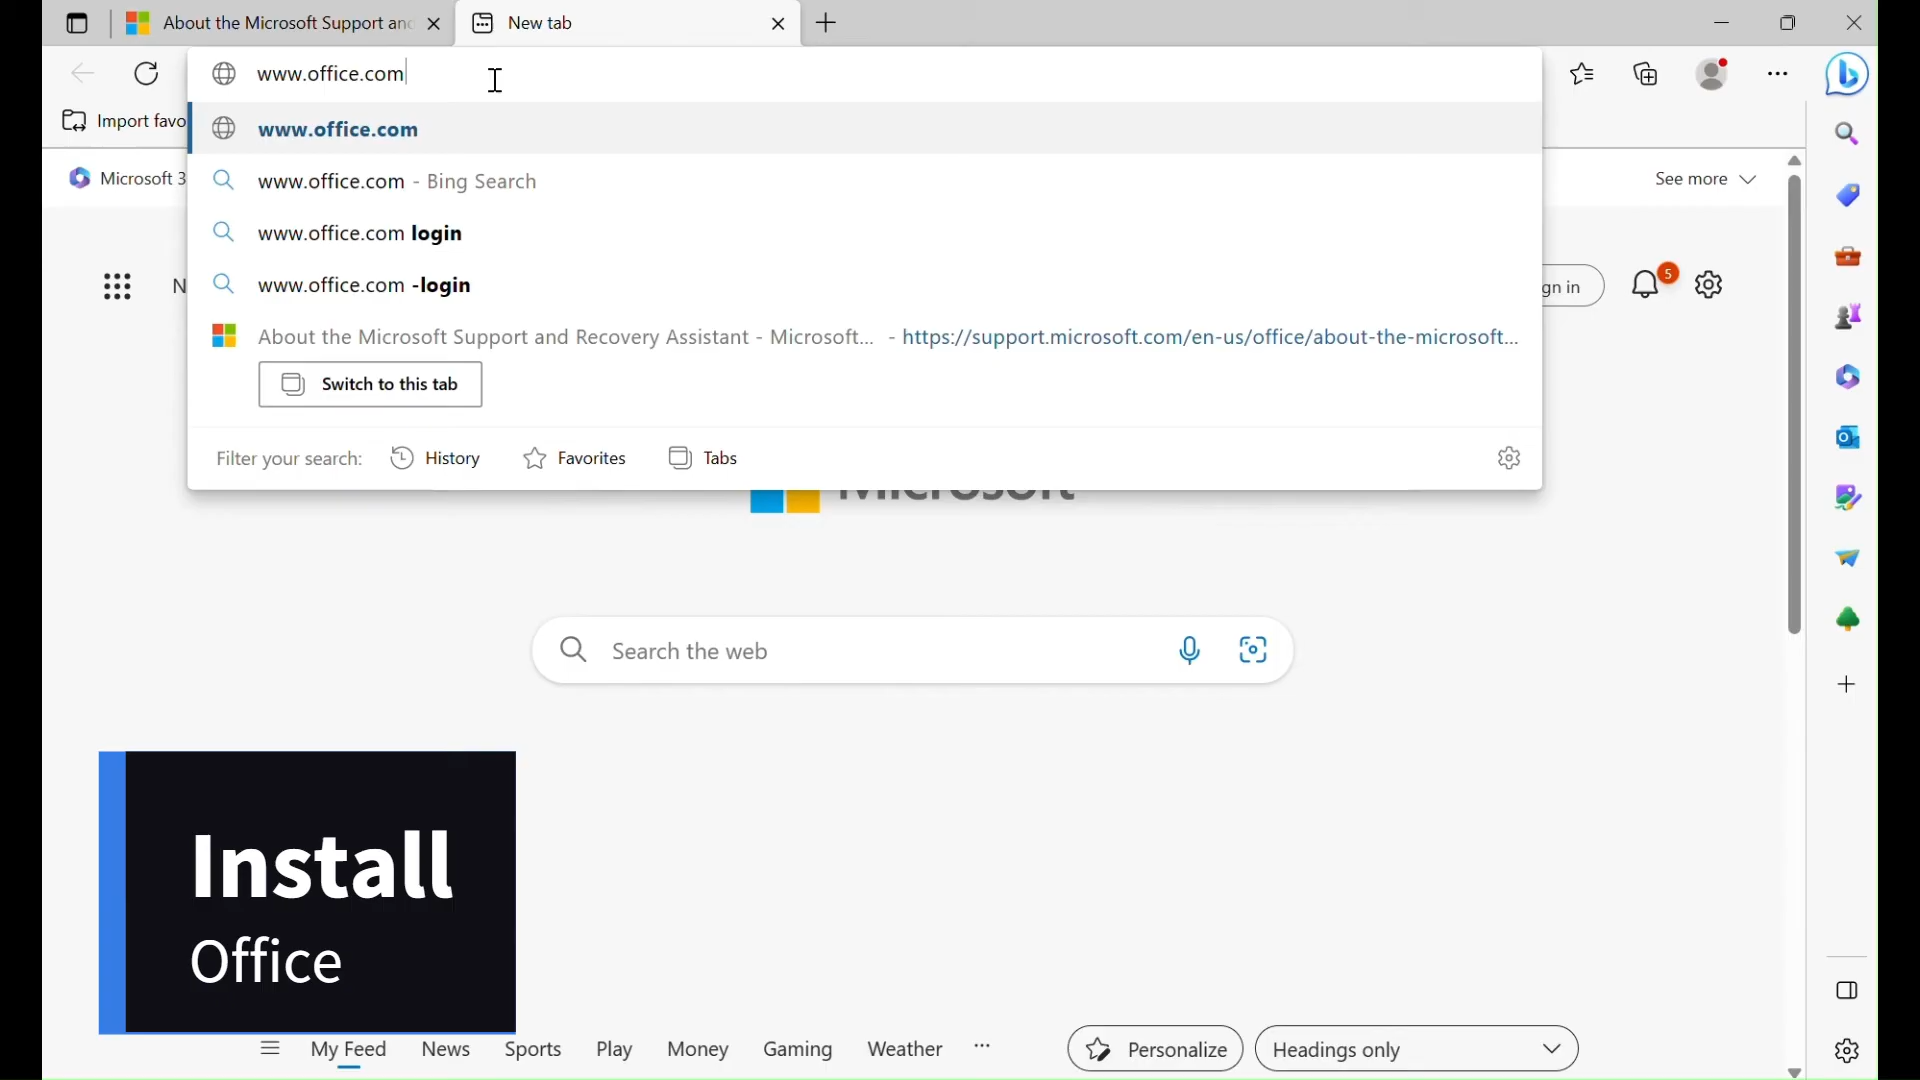 About the Microsoft Support and
New tab
www.office.com
Import favo
www.office.com
www.office.com - Bing Search
Microsoft 3
See more
www.office.com login
www.office.com -login
N
gn in
5
About the Microsoft Support and Recovery Assistant - Microsoft... - https://support.microsoft.com/en-us/office/about-the-microsoft...
Switch to this tab
Filter your search:
History
Favorites
Tabs
Microsoft
Search the web
Install
Office
My Feed
News
Sports
Play
Money
Gaming
Weather
...
Personalize
Headings only